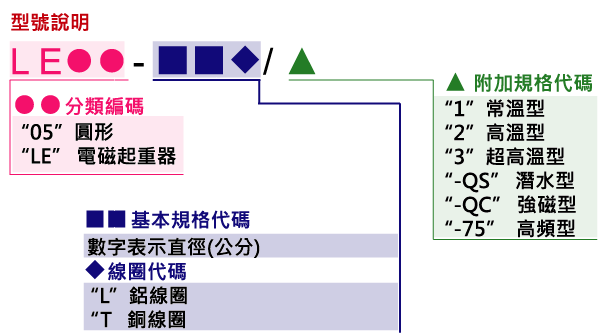 型號說明
LE●● - ■■◆/ ▲
●● 分類編碼
“05” 圓形
“LE” 電磁起重器
■■ 基本規格代碼
數字表示直徑(公分)
◆ 線圈代碼
“L” 鋁線圈
“T 銅線圈
▲ 附加規格代碼
“1” 常溫型
“2” 高溫型
“3” 超高溫型
“-QS” 潛水型
“-QC” 強磁型
“-75” 高頻型